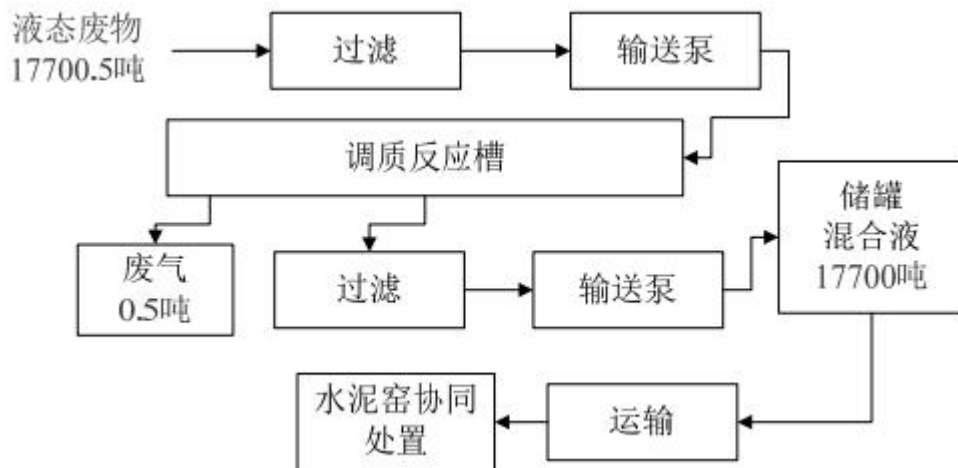 液态废物
17700.5吨
过滤
输送泵
调质反应槽
储罐
混合液
17700吨
废气
0.5吨
过滤
输送泵
水泥窑协同
处置
运输